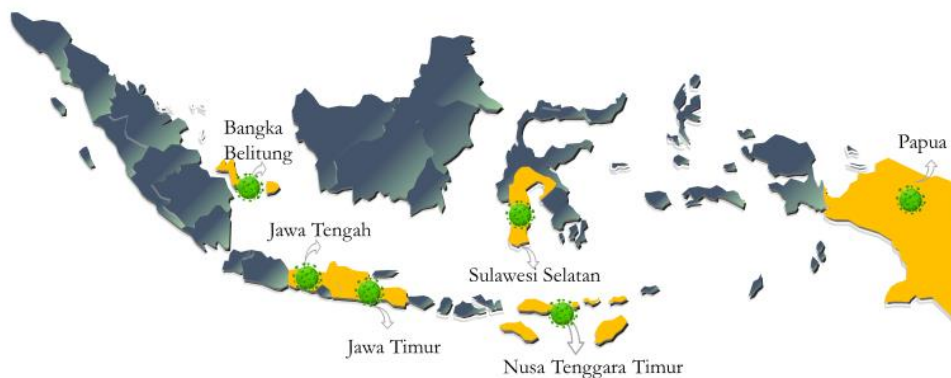 Bangka
Belitung
Papua
Jawa Tengah
Sulawesi Selatan
Jawa Timur
Nusa Tenggara Timur